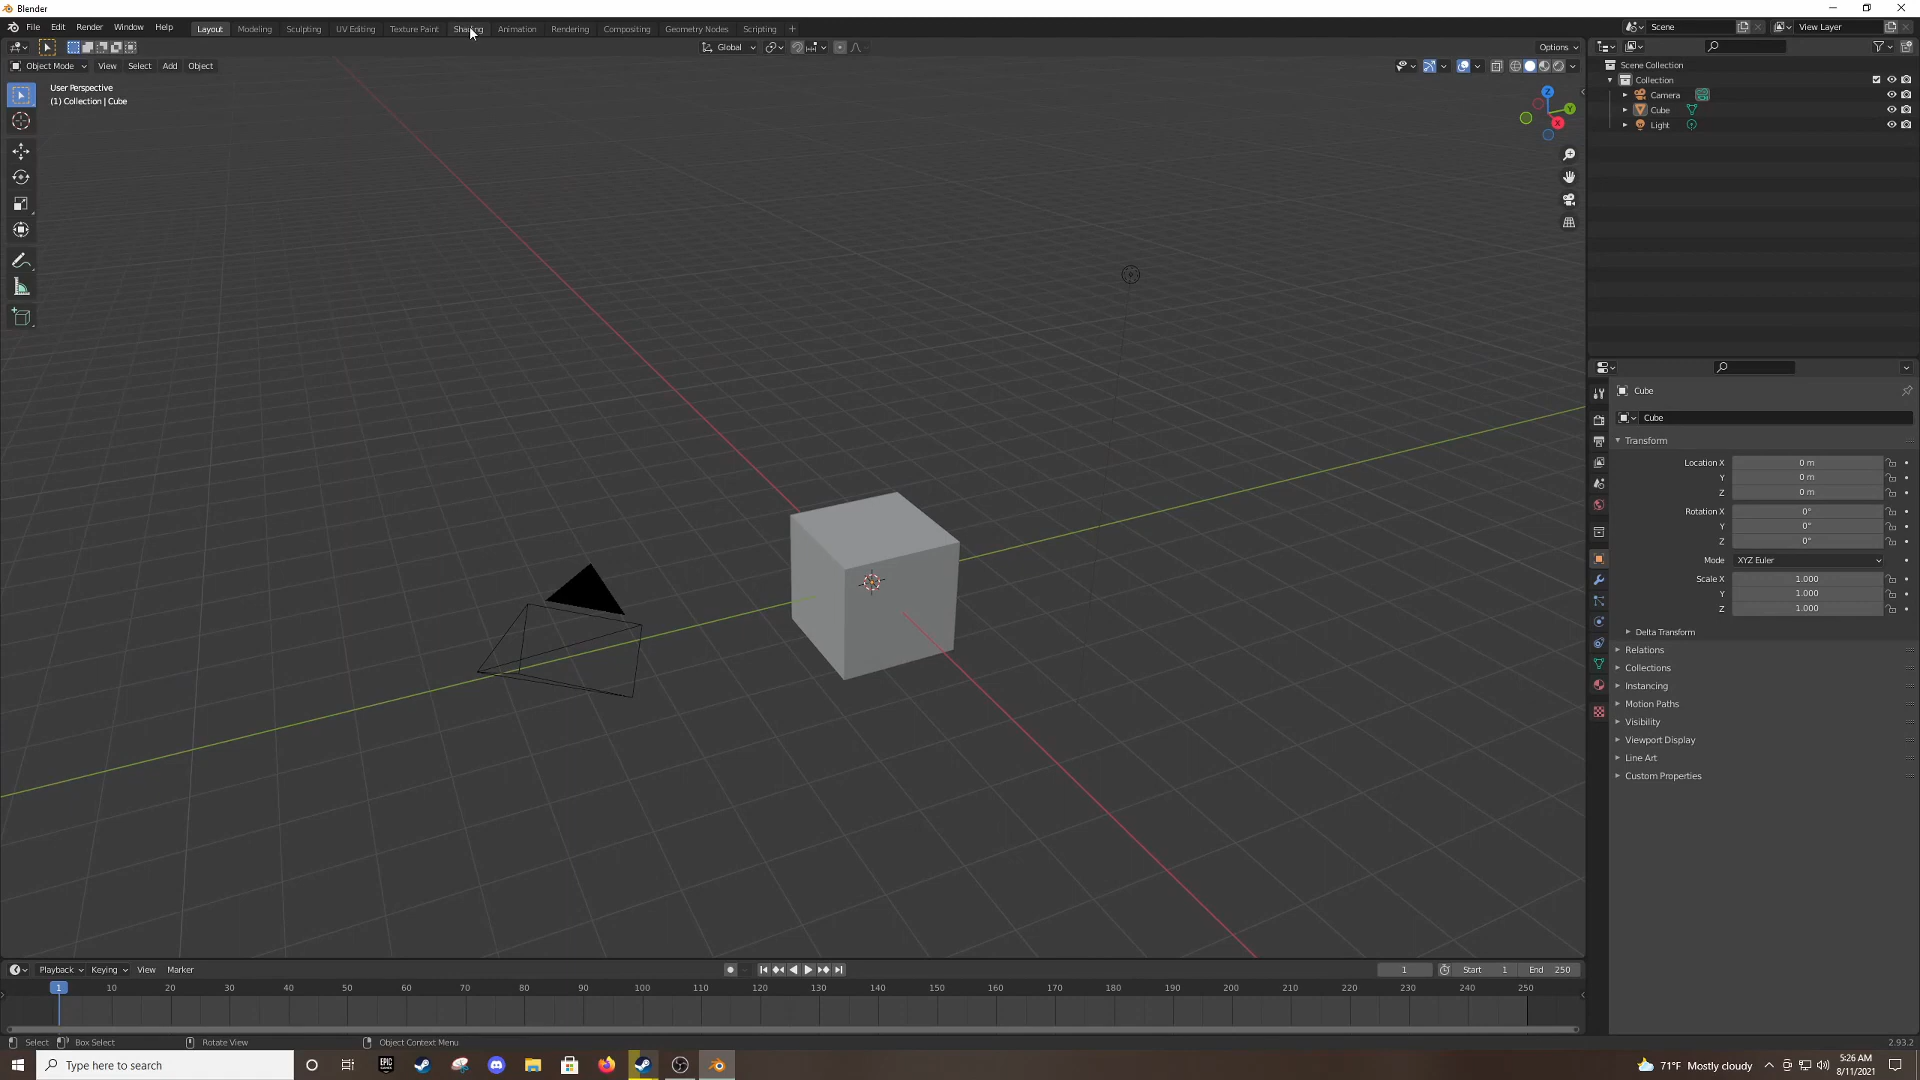 Blender
File Edit Render Window Help Layout Modeling Sculpting UV Editing Texture Paint Shading Animation Rendering Compositing Geometry Nodes Scripting + Scene View Layer
Global Options
Object Mode View Select Add Object
User Perspective
(1) Collection | Cube
Z
Y
X
Scene Collection
Collection
Camera
Cube
Light
Cube
Cube
Transform
Location X 0 m
Y 0 m
Z 0 m
Rotation X 0°
Y 0°
Z 0°
Mode XYZ Euler
Scale X 1.000
Y 1.000
Z 1.000
Delta Transform
Relations
Collections
Instancing
Motion Paths
Visibility
Viewport Display
Line Art
Custom Properties
Playback Keying View Marker 1 Start 1 End 250
1 10 20 30 40 50 60 70 80 90 100 110 120 130 140 150 160 170 180 190 200 210 220 230 240 250
Select Box Select Rotate View Object Context Menu 2.93.2
Type here to search EPIC GAMES 71°F Mostly cloudy 5:26 AM
8/11/2021